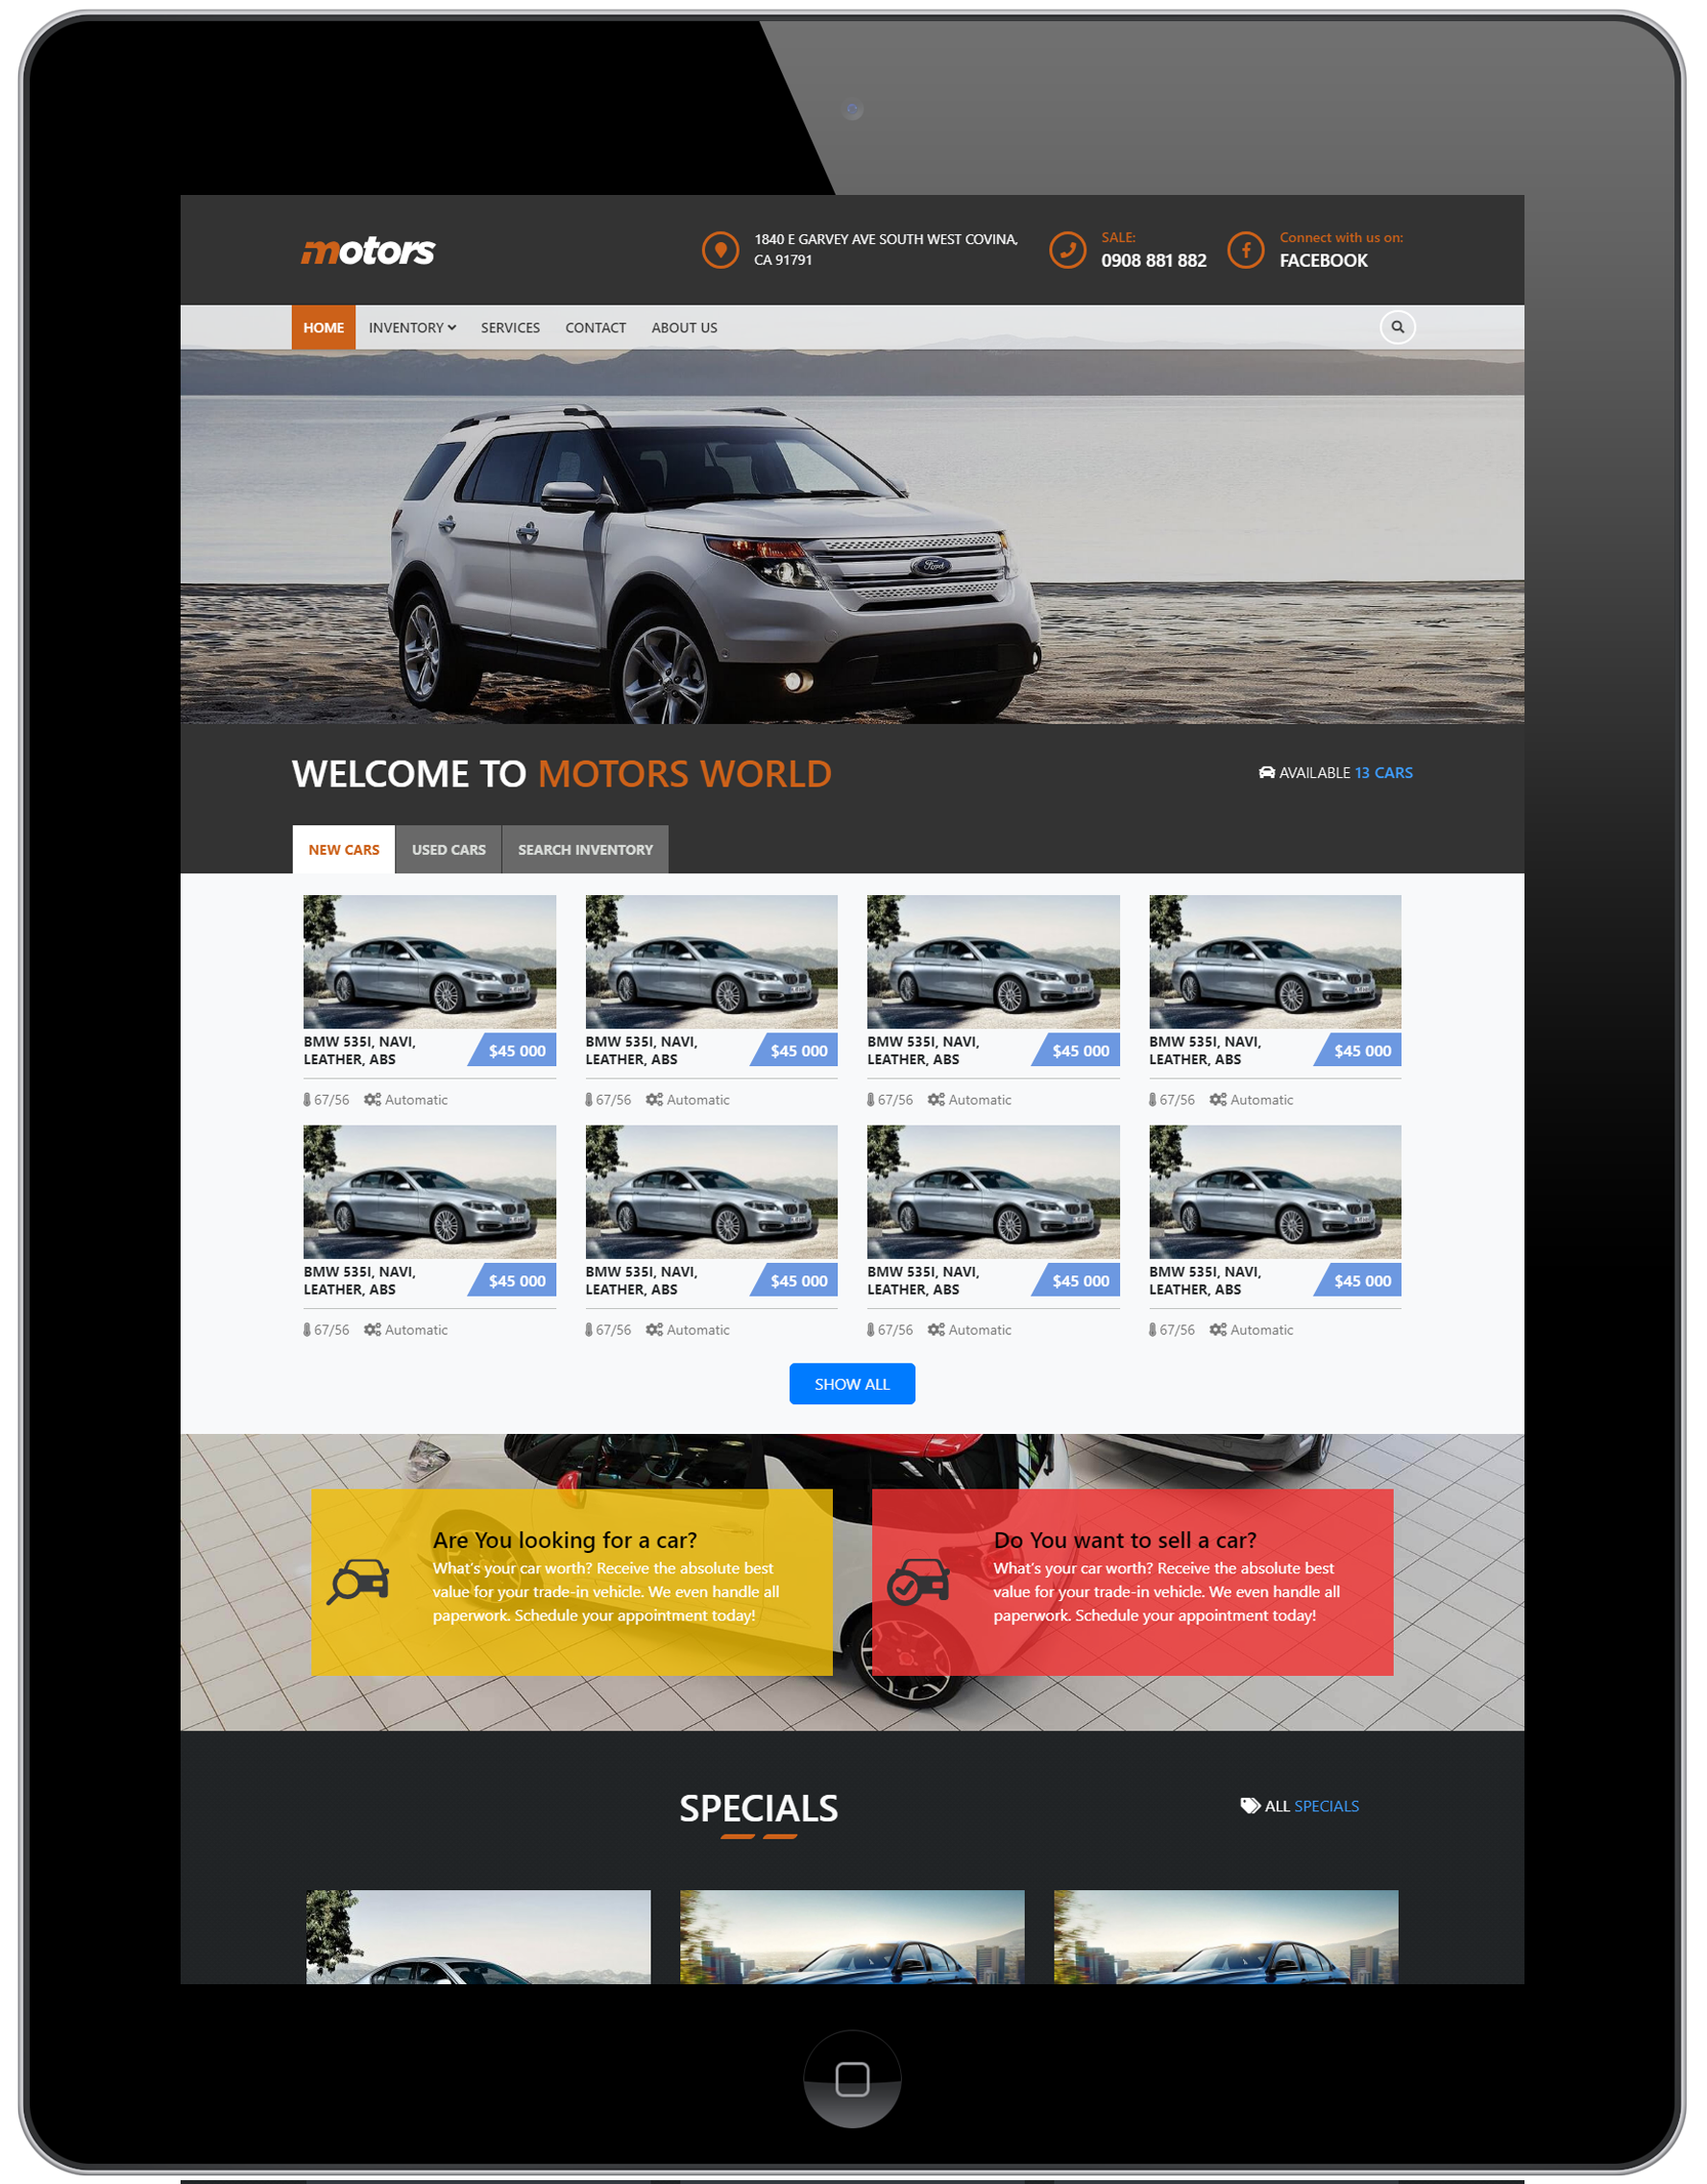 motors
1840 E GARVEY AVE SOUTH WEST COVINA,
CA 91791
SALE:
0908 881 882
Connect with us on:
FACEBOOK
HOME INVENTORY SERVICES CONTACT ABOUT US
Ford
WELCOME TO MOTORS WORLD
AVAILABLE 13 CARS
NEW CARS USED CARS SEARCH INVENTORY
BMW 535I, NAVI,
LEATHER, ABS
$45 000
67/56 Automatic
BMW 535I, NAVI,
LEATHER, ABS
$45 000
67/56 Automatic
BMW 535I, NAVI,
LEATHER, ABS
$45 000
67/56 Automatic
BMW 535I, NAVI,
LEATHER, ABS
$45 000
67/56 Automatic
BMW 535I, NAVI,
LEATHER, ABS
$45 000
67/56 Automatic
BMW 535I, NAVI,
LEATHER, ABS
$45 000
67/56 Automatic
BMW 535I, NAVI,
LEATHER, ABS
$45 000
67/56 Automatic
BMW 535I, NAVI,
LEATHER, ABS
$45 000
67/56 Automatic
SHOW ALL
Are You looking for a car?
What's your car worth? Receive the absolute best
value for your trade-in vehicle. We even handle all
paperwork. Schedule your appointment today!
Do You want to sell a car?
What's your car worth? Receive the absolute best
value for your trade-in vehicle. We even handle all
paperwork. Schedule your appointment today!
SPECIALS
ALL SPECIALS